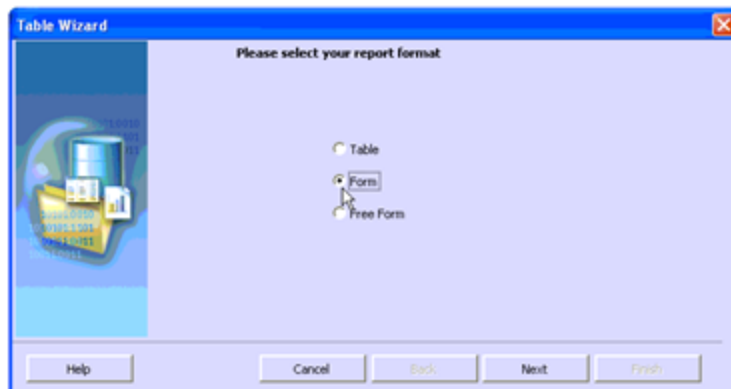 Table Wizard
Please select your report format
Table
Form
Free Form
Help
Cancel
Back
Next
Finish